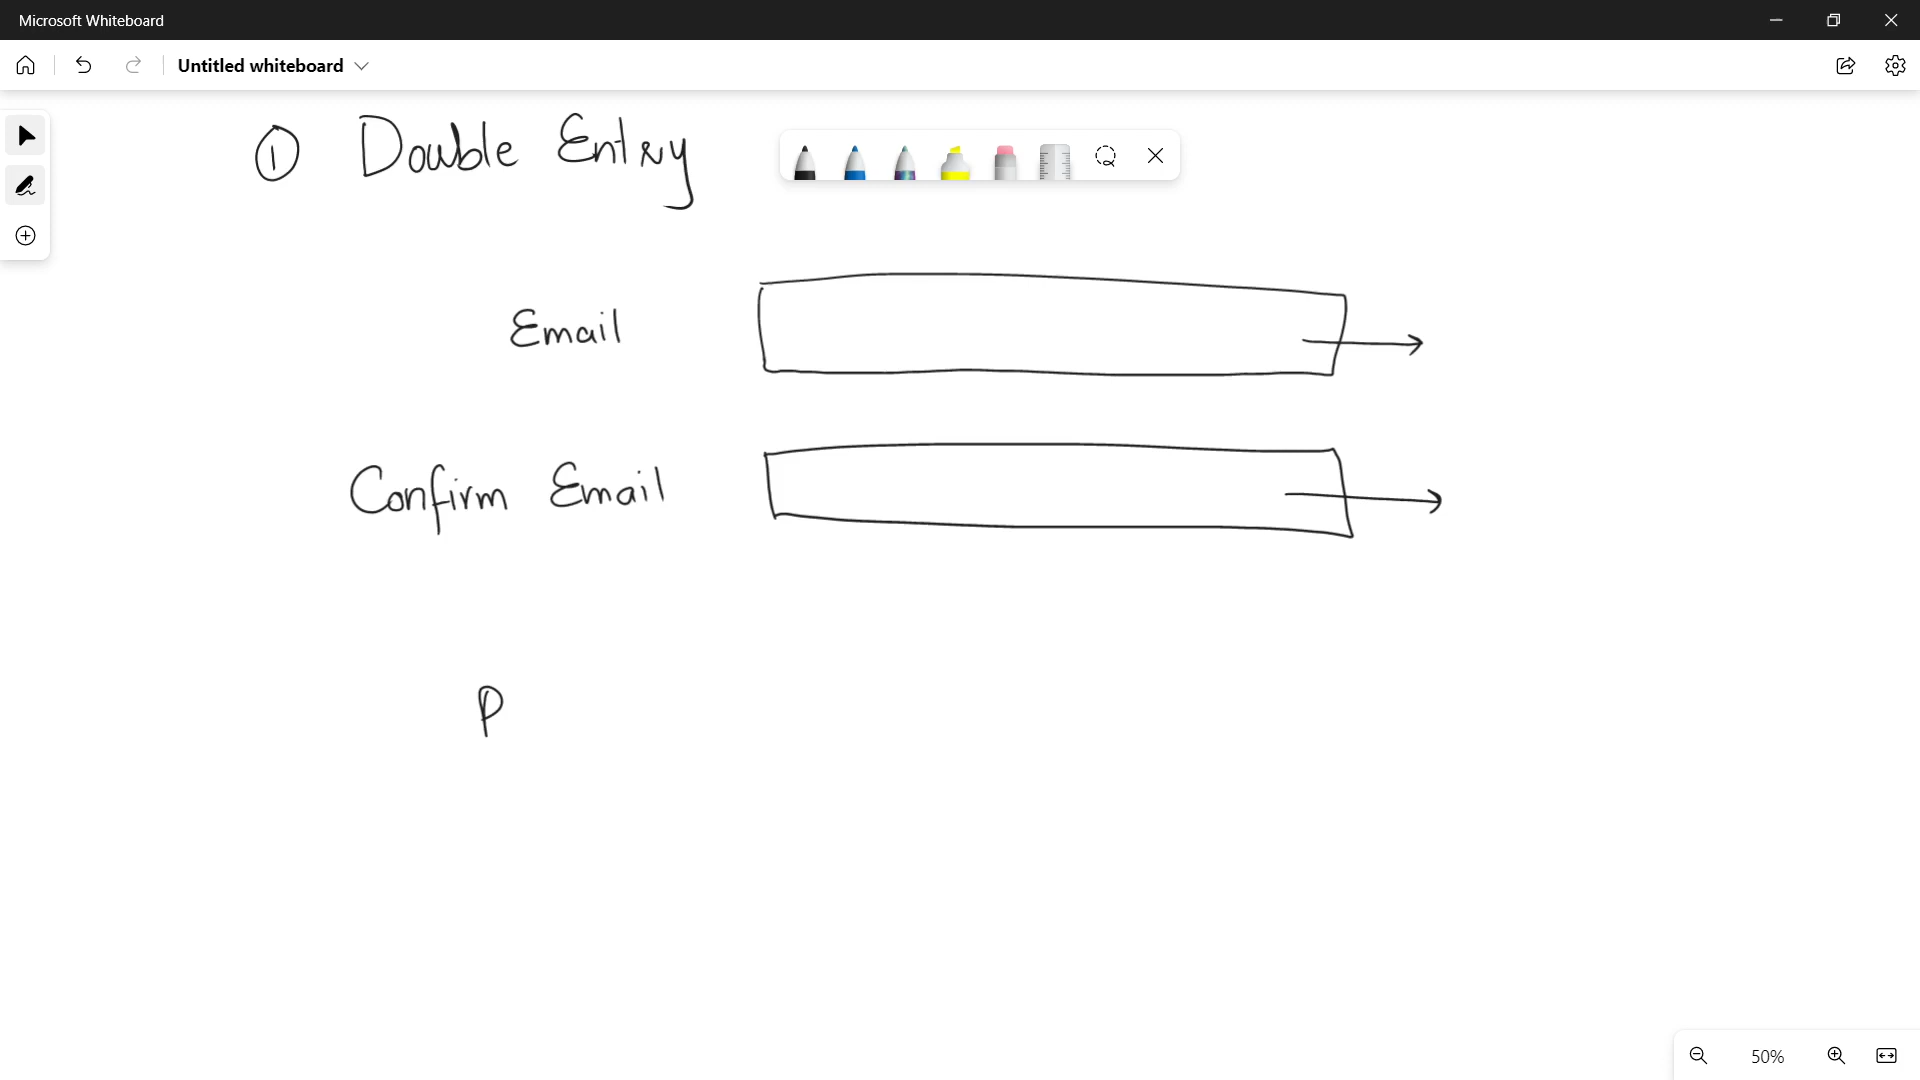 Microsoft Whiteboard
Untitled whiteboard
① Double Entry
Email
Confirm Email
P
50%